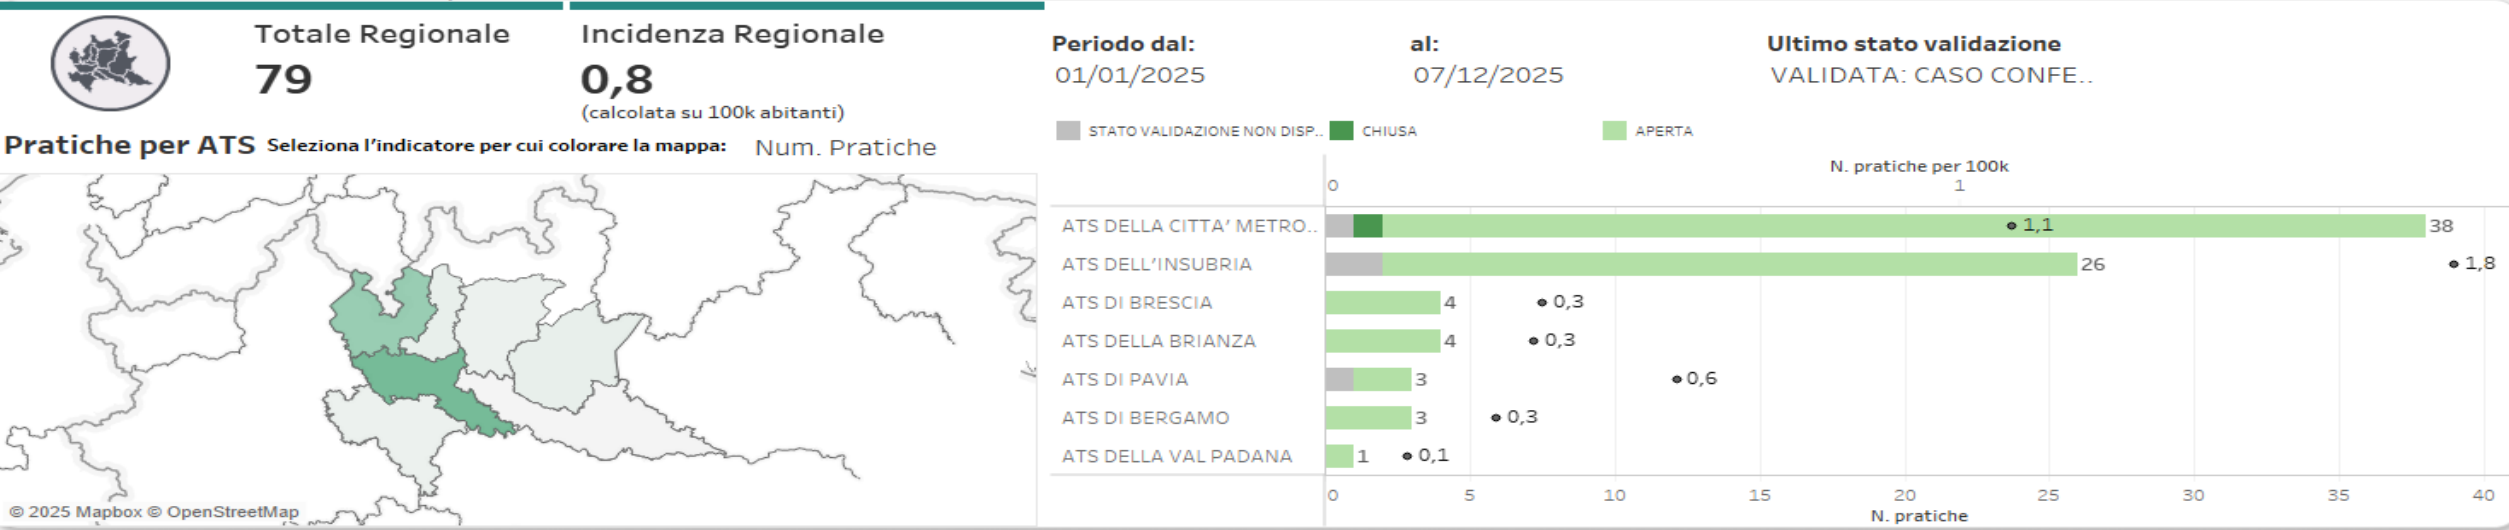 Totale Regionale
79
Incidenza Regionale
0,8
(calcolata su 100k abitanti)
Pratiche per ATS Seleziona l'indicatore per cui colorare la mappa: Num. Pratiche
© 2025 Mapbox © OpenStreetMap
Periodo dal: al: Ultimo stato validazione
01/01/2025 07/12/2025 VALIDATA: CASO CONFE..
STATO VALIDAZIONE NON DISP.. CHIUSA APERTA
N. pratiche per 100k
0 1
ATS DELLA CITTA' METRO.. 1,1 38
ATS DELL'INSUBRIA 26 1,8
ATS DI BRESCIA 4 0,3
ATS DELLA BRIANZA 4 0,3
ATS DI PAVIA 3 0,6
ATS DI BERGAMO 3 0,3
ATS DELLA VAL PADANA 1 0,1
0 5 10 15 20 25 30 35 40
N. pratiche